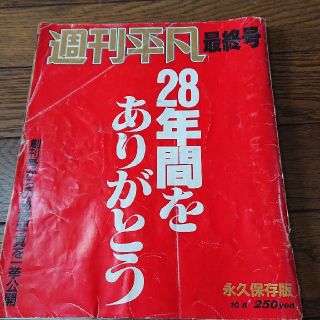 週刊平凡
最終号
28年間を
ありがとう
永久保存版
10・6 250yen